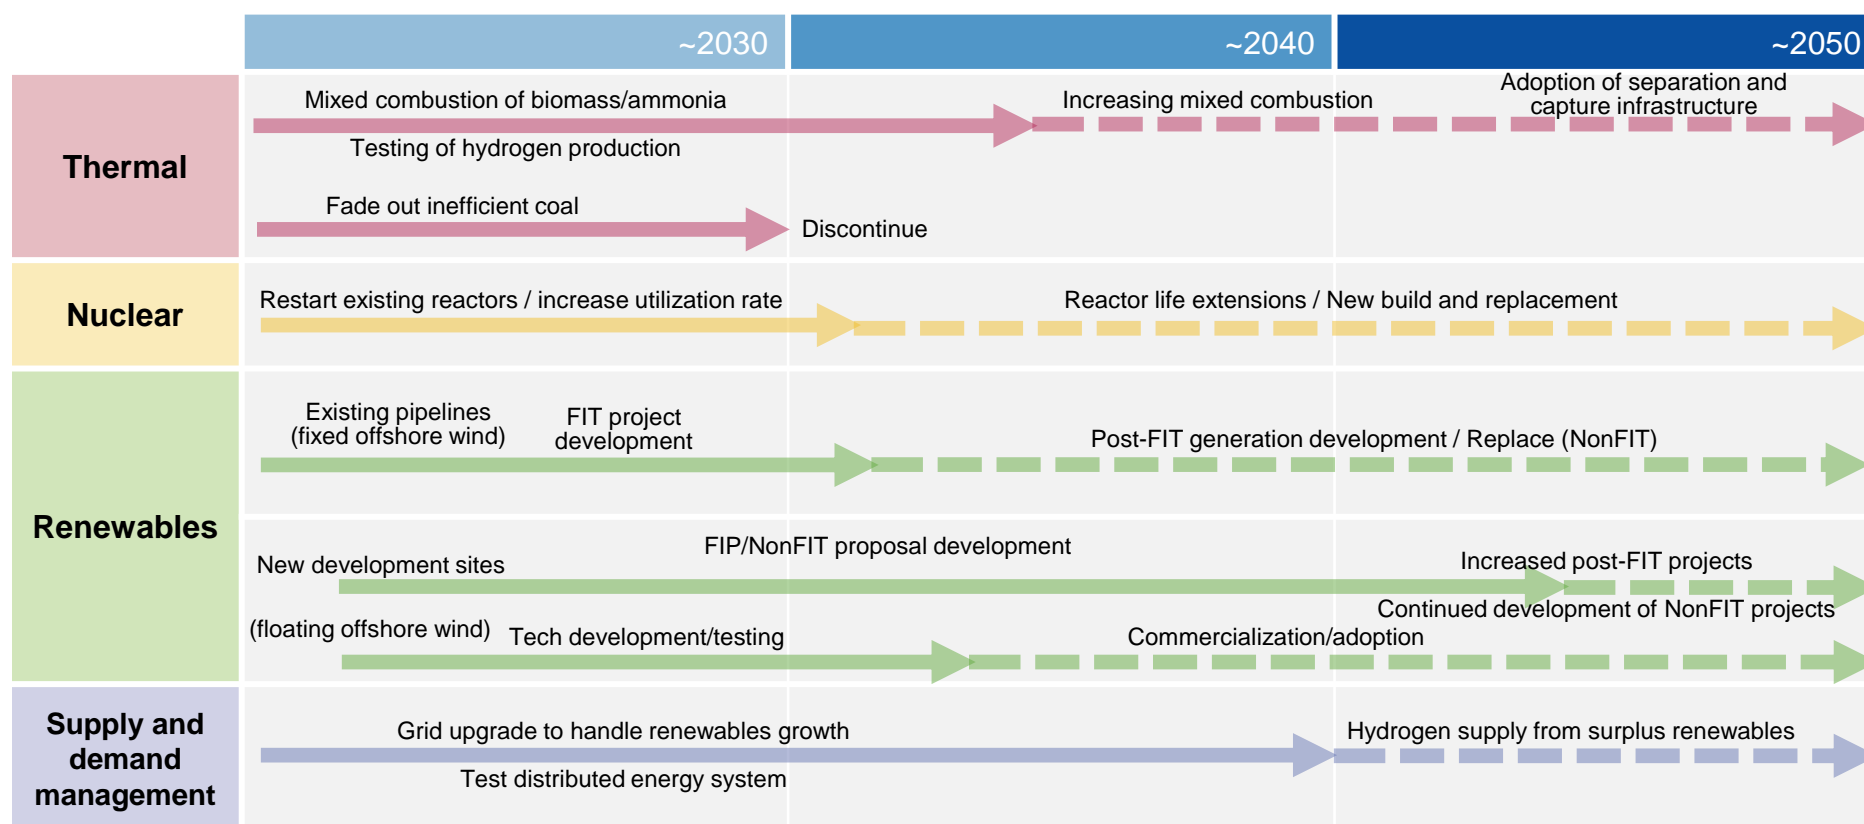 ~2030
~2040
~2050
Thermal
Mixed combustion of biomass/ammonia
Increasing mixed combustion
Adoption of separation and
capture infrastructure
Testing of hydrogen production
Fade out inefficient coal
Discontinue
Nuclear
Restart existing reactors / increase utilization rate
Reactor life extensions / New build and replacement
Renewables
Existing pipelines
(fixed offshore wind)
FIT project
development
Post-FIT generation development / Replace (NonFIT)
FIP/NonFIT proposal development
New development sites
Increased post-FIT projects
Continued development of NonFIT projects
(floating offshore wind)
Tech development/testing
Commercialization/adoption
Supply and
demand
management
Grid upgrade to handle renewables growth
Hydrogen supply from surplus renewables
Test distributed energy system